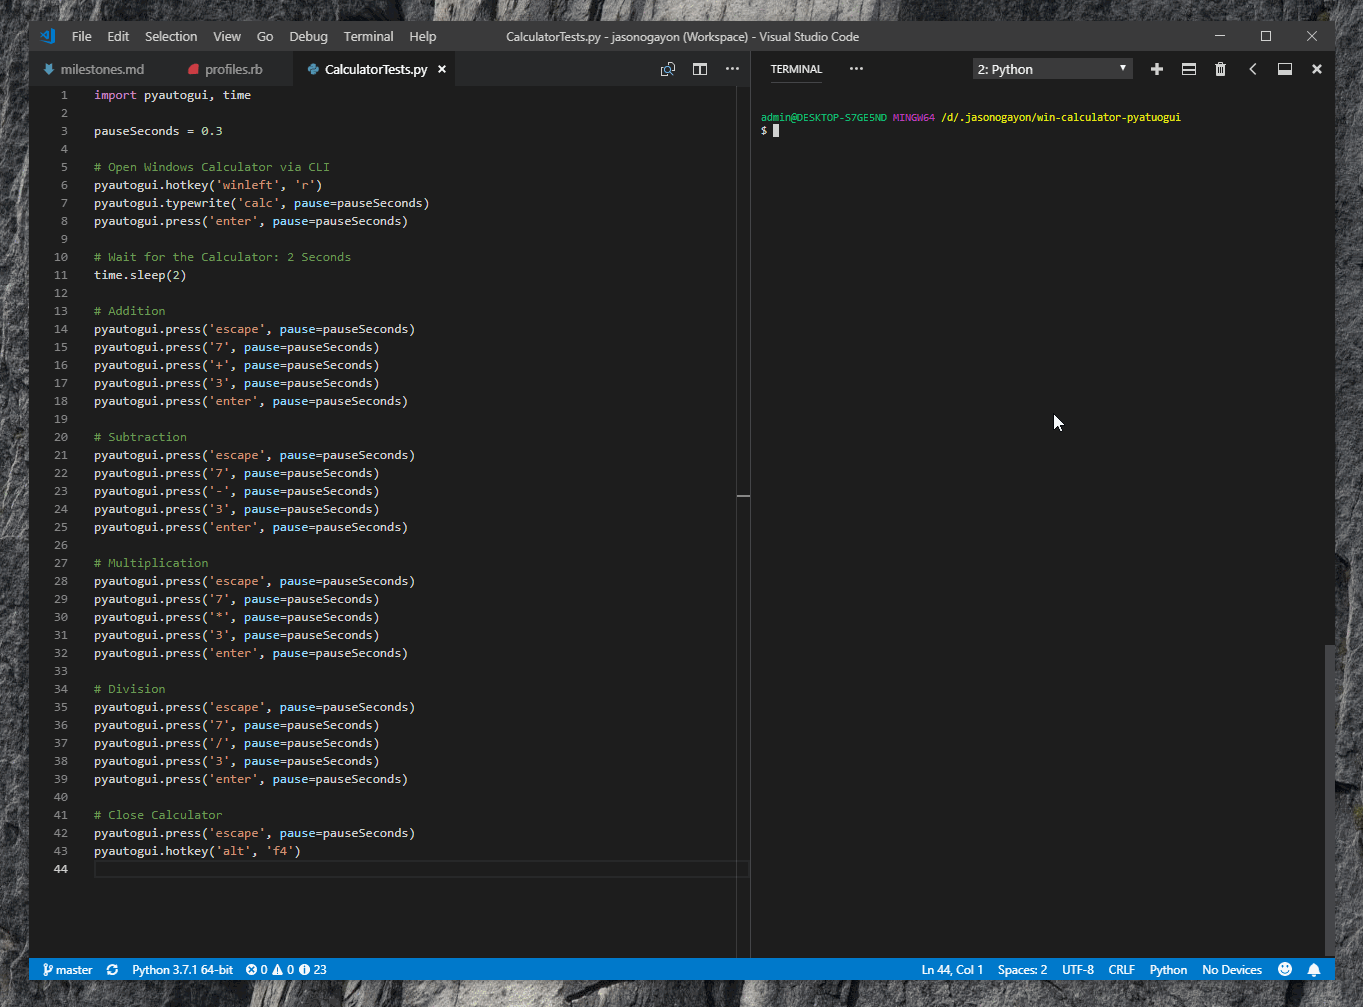 File Edit Selection View Go Debug Terminal Help CalculatorTests.py - jasonogayon (Workspace) - Visual Studio Code
milestones.md profiles.rb CalculatorTests.py
TERMINAL 2: Python
1 import pyautogui, time
2
3 pauseSeconds = 0.3
4
5 # Open Windows Calculator via CLI
6 pyautogui.hotkey('winleft', 'r')
7 pyautogui.typewrite('calc', pause=pauseSeconds)
8 pyautogui.press('enter', pause=pauseSeconds)
9
10 # Wait for the Calculator: 2 Seconds
11 time.sleep(2)
12
13 # Addition
14 pyautogui.press('escape', pause=pauseSeconds)
15 pyautogui.press('7', pause=pauseSeconds)
16 pyautogui.press('+', pause=pauseSeconds)
17 pyautogui.press('3', pause=pauseSeconds)
18 pyautogui.press('enter', pause=pauseSeconds)
19
20 # Subtraction
21 pyautogui.press('escape', pause=pauseSeconds)
22 pyautogui.press('7', pause=pauseSeconds)
23 pyautogui.press('-', pause=pauseSeconds)
24 pyautogui.press('3', pause=pauseSeconds)
25 pyautogui.press('enter', pause=pauseSeconds)
26
27 # Multiplication
28 pyautogui.press('escape', pause=pauseSeconds)
29 pyautogui.press('7', pause=pauseSeconds)
30 pyautogui.press('*', pause=pauseSeconds)
31 pyautogui.press('3', pause=pauseSeconds)
32 pyautogui.press('enter', pause=pauseSeconds)
33
34 # Division
35 pyautogui.press('escape', pause=pauseSeconds)
36 pyautogui.press('7', pause=pauseSeconds)
37 pyautogui.press('/', pause=pauseSeconds)
38 pyautogui.press('3', pause=pauseSeconds)
39 pyautogui.press('enter', pause=pauseSeconds)
40
41 # Close Calculator
42 pyautogui.press('escape', pause=pauseSeconds)
43 pyautogui.hotkey('alt', 'f4')
44
admin@DESKTOP-S7GE5ND MINGW64 /d/.jasonogayon/win-calculator-pyatuogui
$
master Python 3.7.1 64-bit 0 0 23 Ln 44, Col 1 Spaces: 2 UTF-8 CRLF Python No Devices